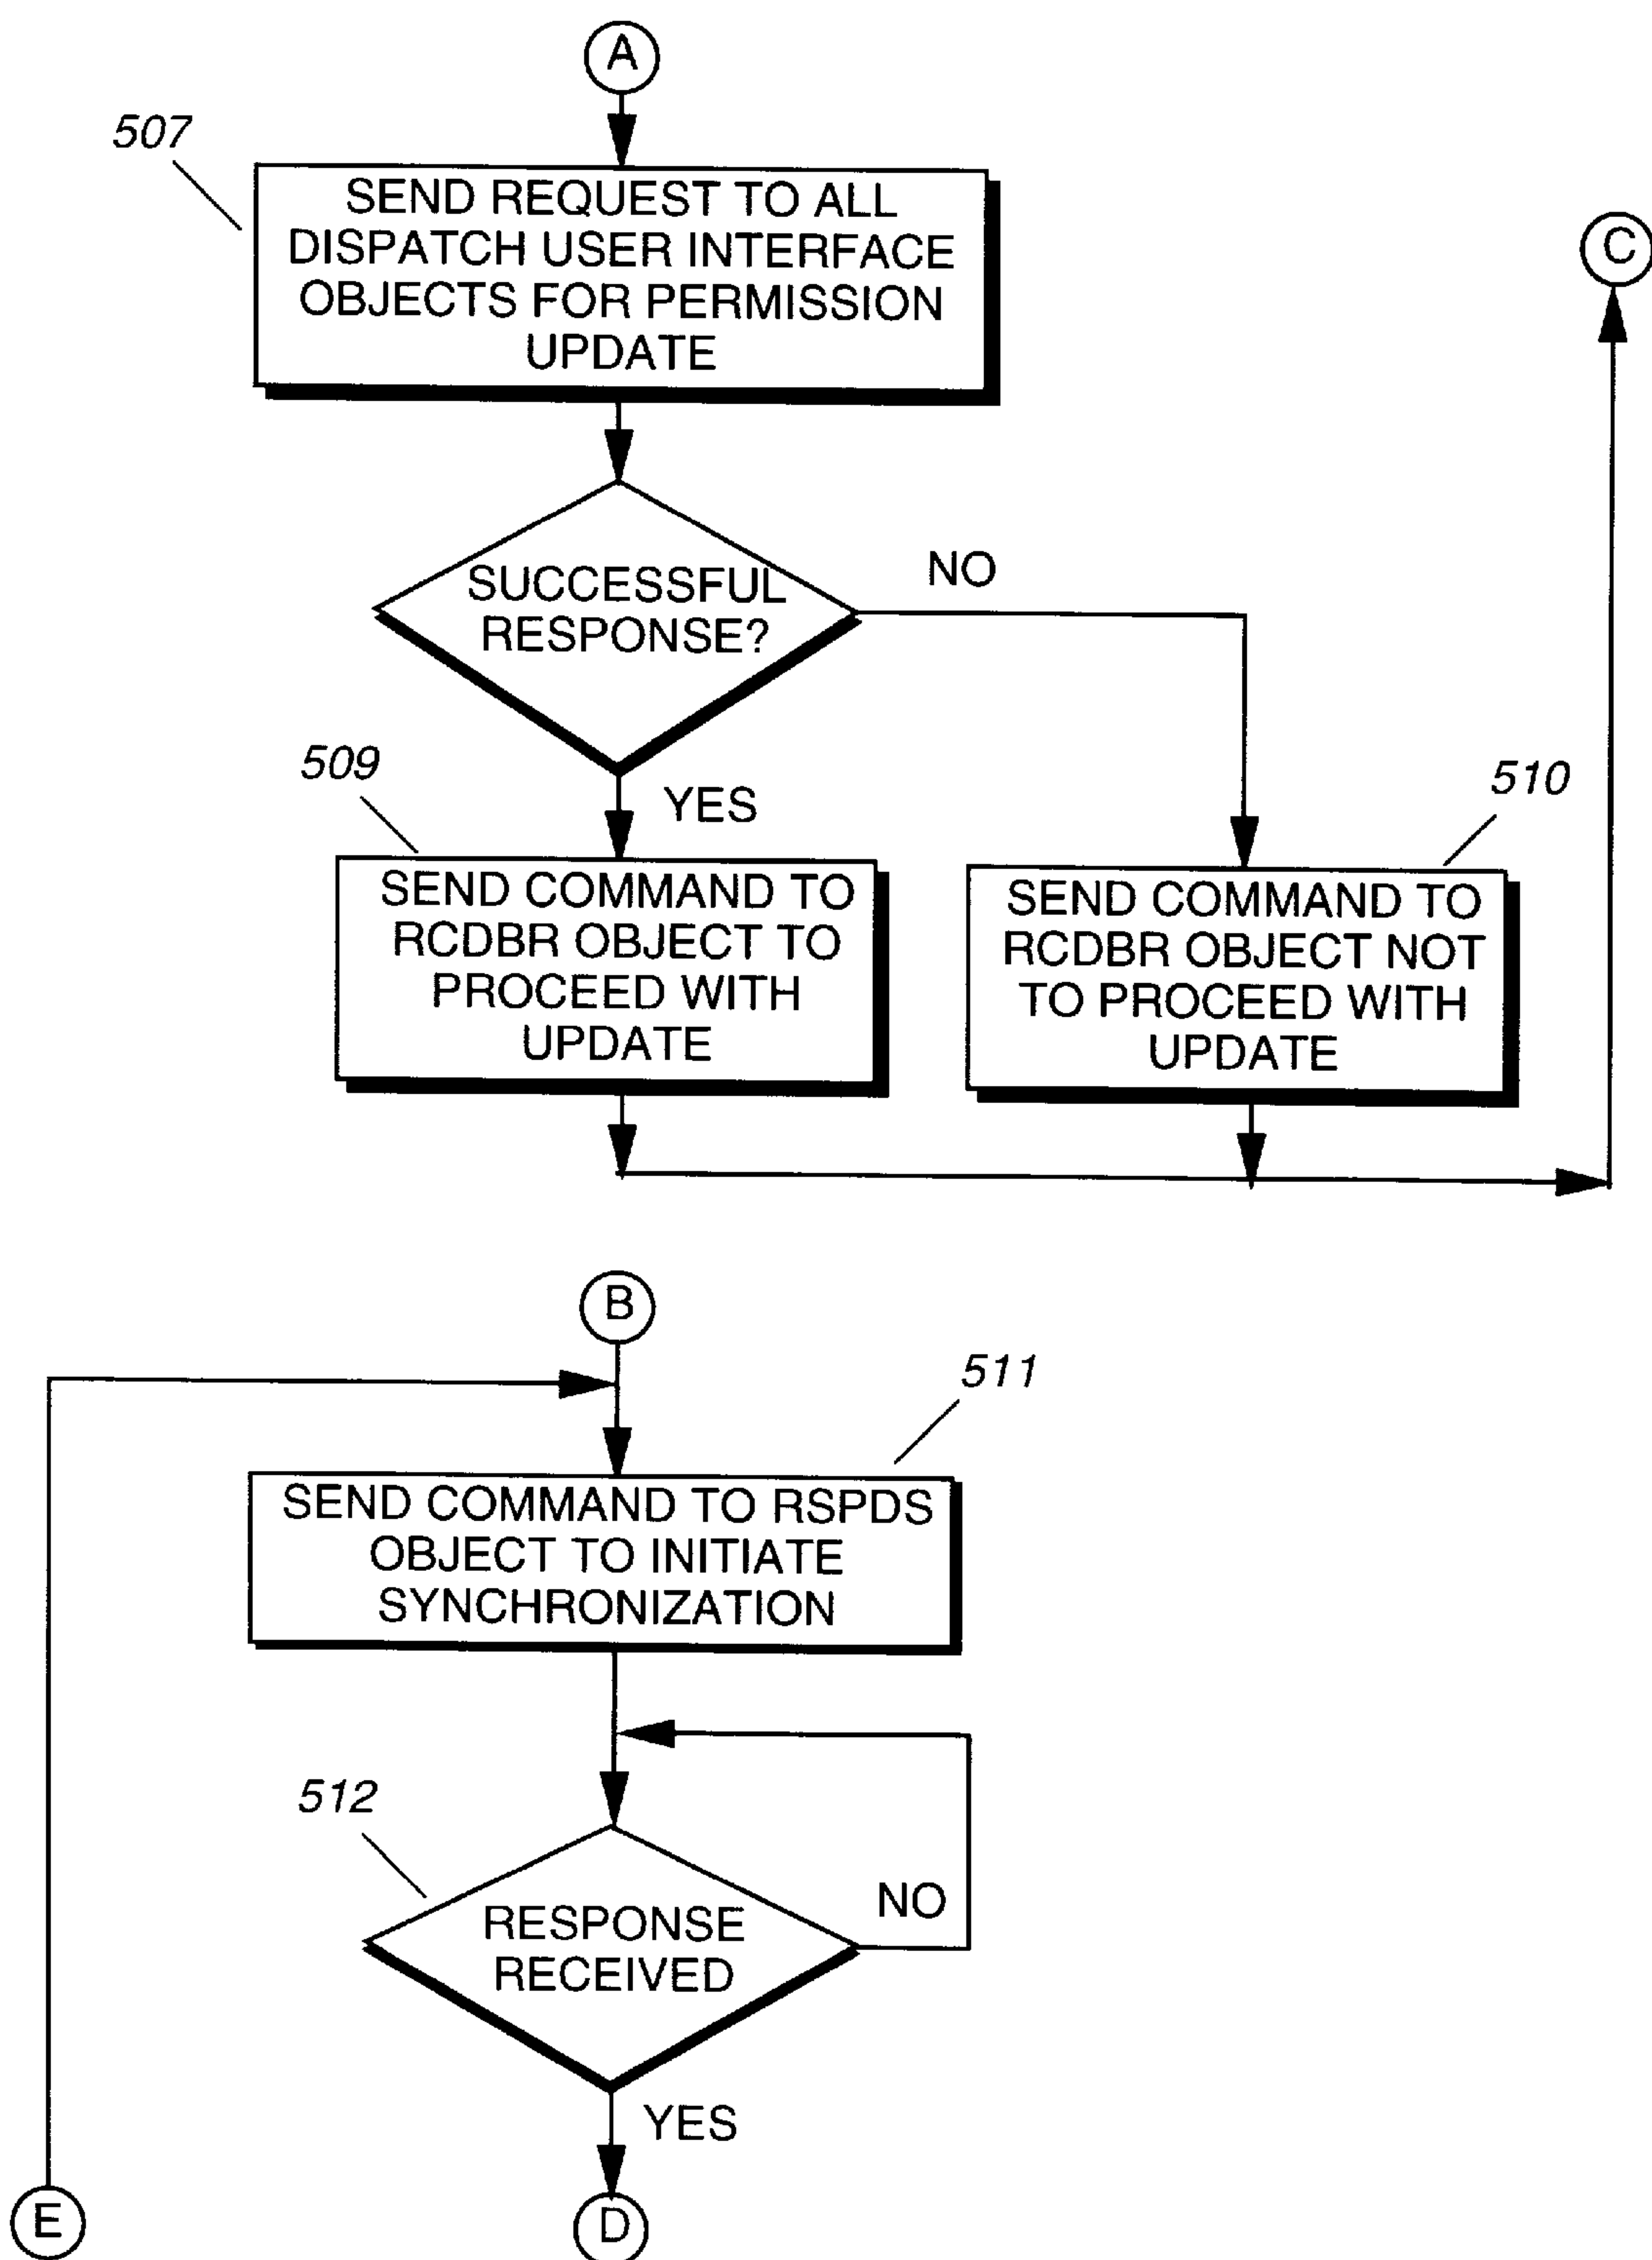 A
507
SEND REQUEST TO ALL
DISPATCH USER INTERFACE
OBJECTS FOR PERMISSION
UPDATE
C
SUCCESSFUL
RESPONSE?
NO
YES
509
SEND COMMAND TO
RCDBR OBJECT TO
PROCEED WITH
UPDATE
510
SEND COMMAND TO
RCDBR OBJECT NOT
TO PROCEED WITH
UPDATE
B
511
SEND COMMAND TO RSPDS
OBJECT TO INITIATE
SYNCHRONIZATION
512
RESPONSE
RECEIVED
NO
YES
E
D